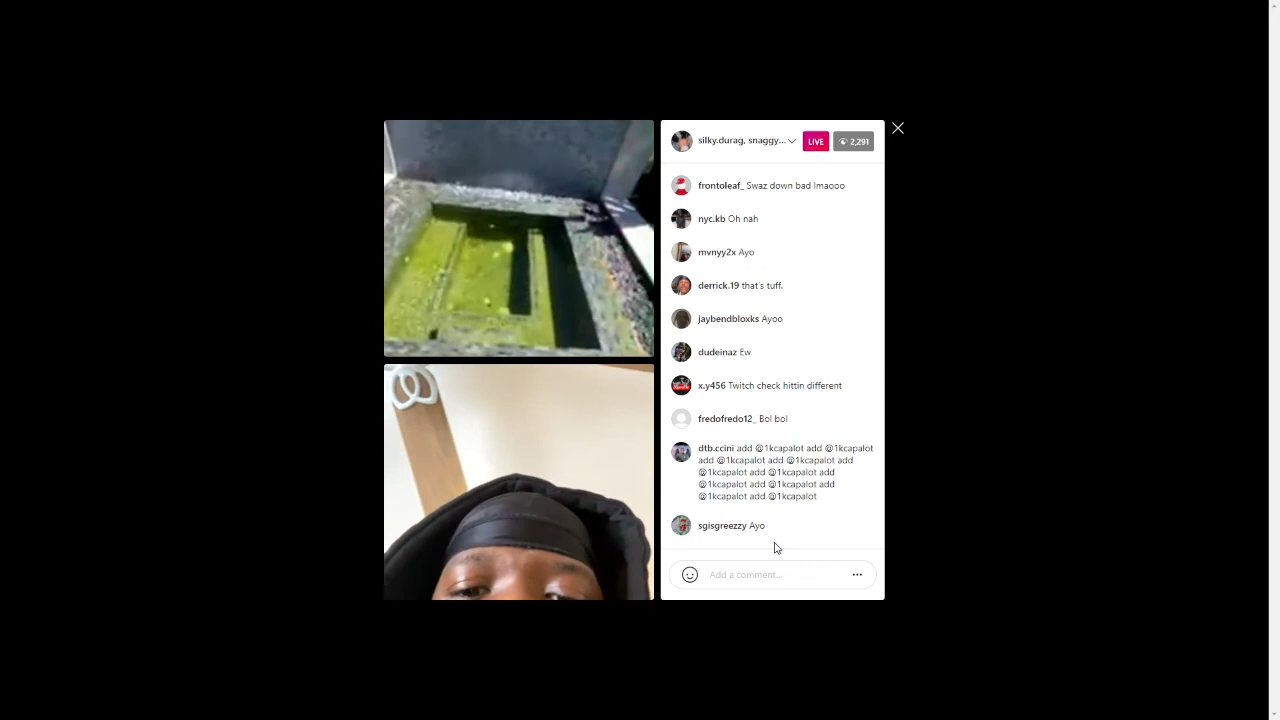 silky.durag, snaggy...
LIVE
2,291
frontoleaf_ Swaz down bad lmaooo
nyc.kb Oh nah
mvnyy2x Ayo
derrick.19 that's tuff.
jaybendbloxks Ayoo
dudeinaz Ew
x.y456 Twitch check hittin different
fredofredo12_ Bol bol
dtb.ccini add @1kcapalot add @1kcapalot
add @1kcapalot add @1kcapalot add
@1kcapalot add @1kcapalot add
@1kcapalot add @1kcapalot add
@1kcapalot add @1kcapalot
sgisgreezzy Ayo
Add a comment...